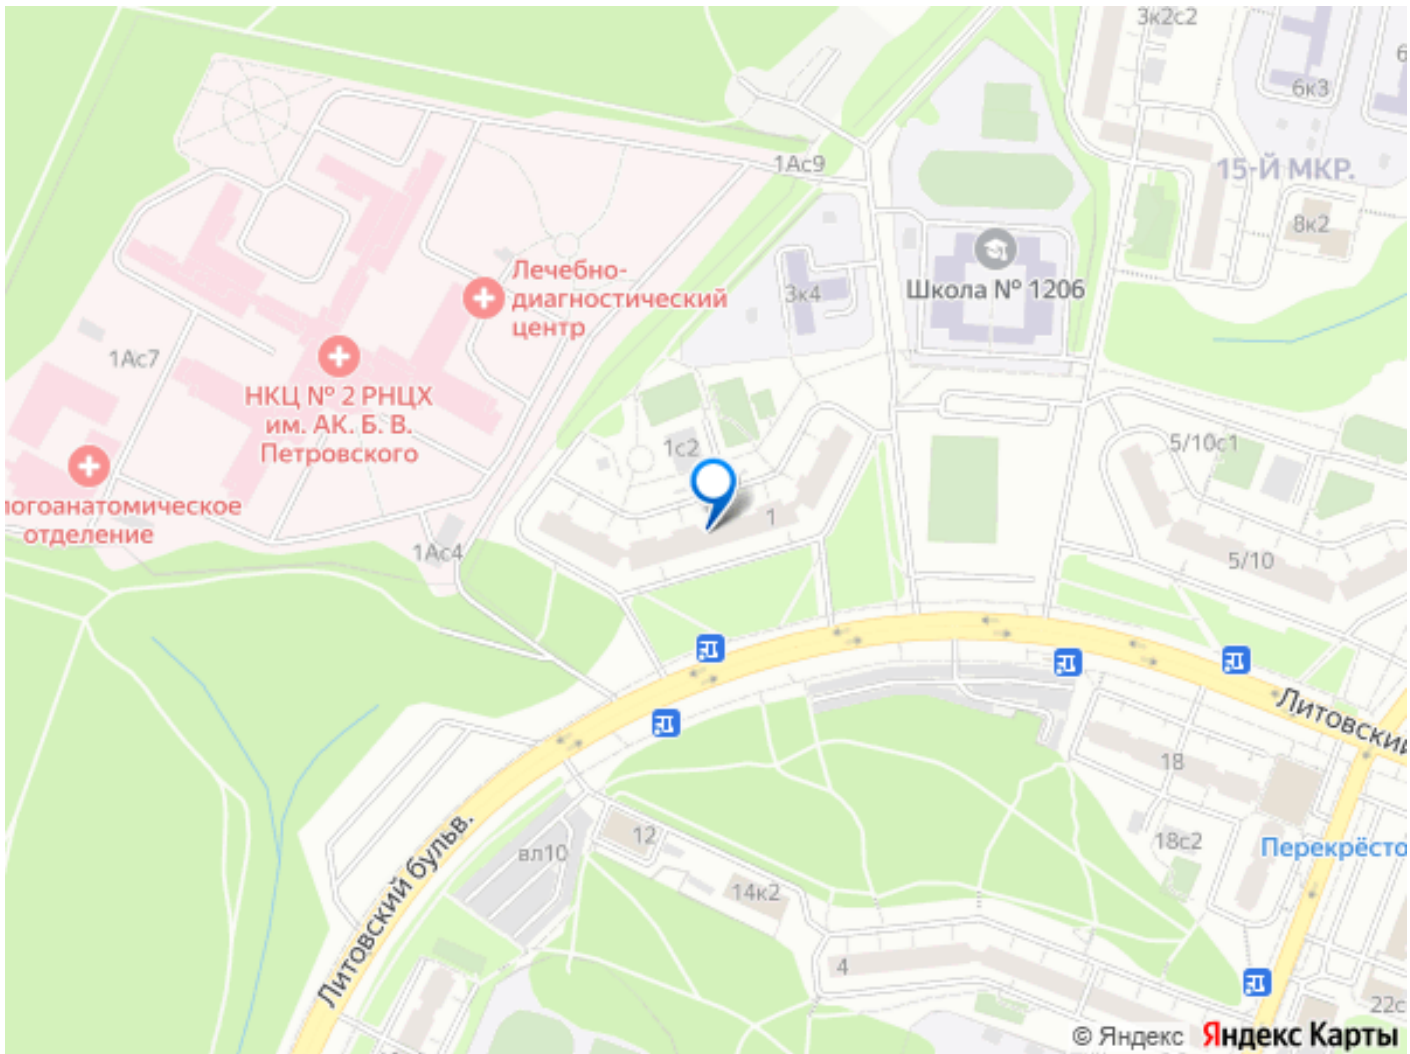 3к2с2
6к3
15-Й МКР.
8к2
1Ас9
Школа № 1206
3к4
Лечебно-
диагностический
центр
1Ас7
НКЦ № 2 РНЦХ
им. АК. Б. В.
Петровского
1с2
5/10с1
логоанатомическое
отделение
1
1Ас4
5/10
Литовский
18
Перекрёсто
18с2
12
вл10
14к2
Литовский бульв.
4
22с
© Яндекс Яндекс Карты